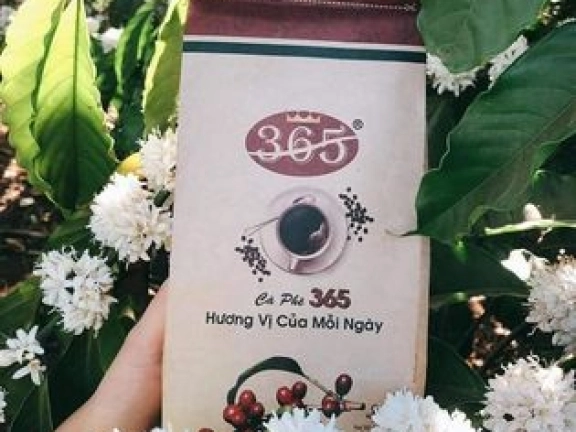 365®
Cà Phê 365
Hương Vị Của Mỗi Ngày